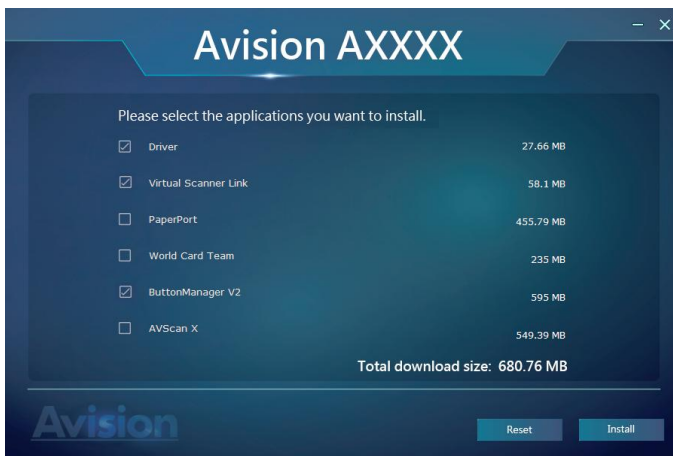 Avision AXXXX
Please select the applications you want to install.
Driver 27.66 MB
Virtual Scanner Link 58.1 MB
PaperPort 455.79 MB
World Card Team 235 MB
ButtonManager V2 595 MB
AVScan X 549.39 MB
Total download size: 680.76 MB
Avision
Reset Install